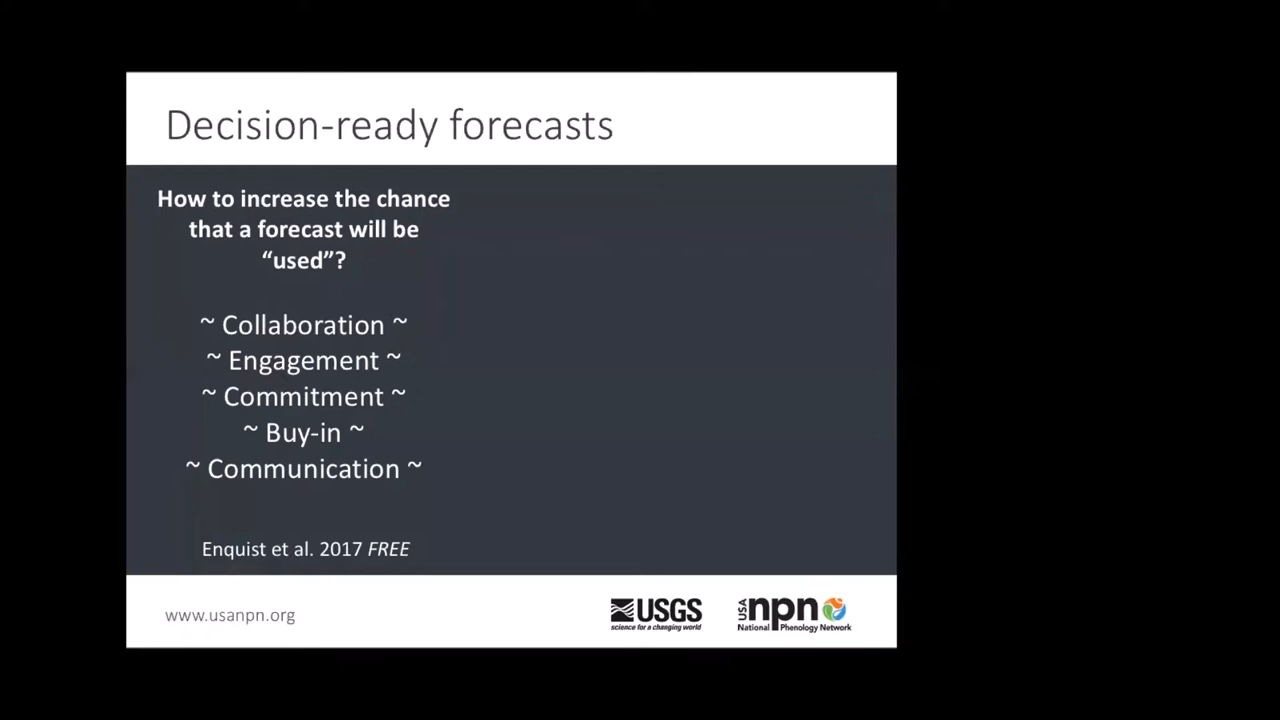 Decision-ready forecasts
How to increase the chance
that a forecast will be
“used”?
~ Collaboration ~
~ Engagement ~
~ Commitment ~
~ Buy-in ~
~ Communication ~
Enquist et al. 2017 FREE
www.usanpn.org
USGS
science for a changing world
USA npn
National Phenology Network